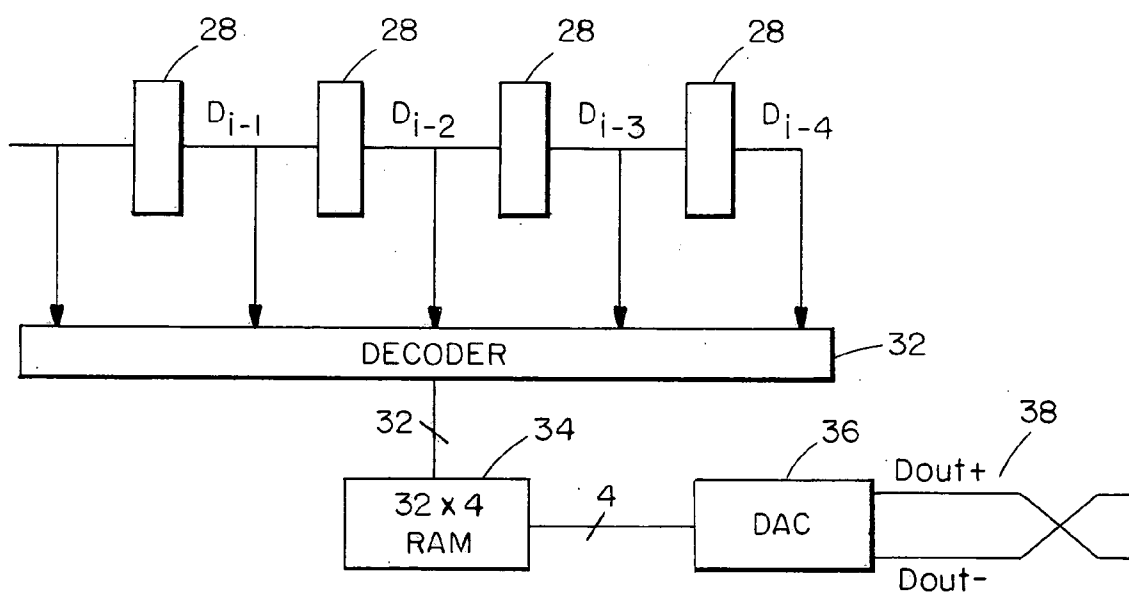 28 28 28 28
D_{i-1} D_{i-2} D_{i-3} D_{i-4}
DECODER
32
32
34
36
38
Dout+
32 x 4
RAM
4
DAC
Dout-